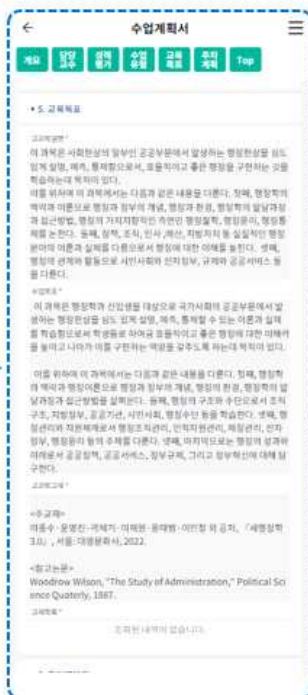 수업계획서
개요
담당
교수
성적
평가
수업
유형
교육
목표
주차
계획
Top
5. 교육목표
이 과목은 사회현상의 일부인 공공부문에서 발생하는 행정현상을 심도
있게 설명, 예측, 통제함으로써, 효율적이고 좋은 행정을 구현하는 것을
학습하는데 목적이 있다.
이를 위하여 이 과목에서는 다음과 같은 내용을 다룬다. 첫째, 행정학의
맥락과 이론으로 행정과 정부의 개념, 행정과 환경, 행정학의 발달과정
과 접근방법, 행정의 가치지향적인 측면인 행정철학, 행정윤리, 행정통
제를 논한다. 둘째, 정책, 조직, 인사, 재산, 지방자치 등 실질적인 행정
분야의 이론과 실제를 다룸으로써 행정에 대한 이해를 높인다. 셋째,
행정의 관계와 활동으로 시민사회와 전자정부, 규제와 공공서비스 등
을 다룬다.
수업목표 *
이 과목은 행정학과 신입생을 대상으로 국가사회의 공공부문에서 발
생하는 행정현상을 심도 있게 설명, 예측, 통제할 수 있는 이론과 실제
를 학습함으로써 학생들로 하여금 효율적이고 좋은 행정에 대한 이해력
을 높이고 나아가 이를 구현하는 역량을 갖추도록 하는데 목적이 있다.
이를 위하여 이 과목에서는 다음과 같은 내용을 다룬다. 첫째, 행정학
의 맥락과 행정이론으로 행정과 정부의 개념, 행정의 환경, 행정학의 발
달과정과 접근방법을 살펴본다. 둘째, 행정의 구조와 수단으로서 조직
구조, 지방정부, 공공기관, 시민사회, 행정수단 등을 학습한다. 셋째, 행
정관리와 자원체계로서 행정조직관리, 인적자원관리, 재정관리, 전자
정부, 행정윤리 등의 주제를 다룬다. 넷째, 마지막으로는 행정의 성과와
미래로서 공공정책, 공공서비스, 정부규제, 그리고 정부혁신에 대해 탐
구한다.
<주교재>
이종수·윤영진·곽채기·이재원·윤태범·이민창 외 공저, 「새행정학
3.0」, 서울: 대영문화사, 2022.
<참고논문>
Woodrow Wilson, "The Study of Administration," Political Sci
ence Quaterly, 1887.
조회된 내역이 없습니다.